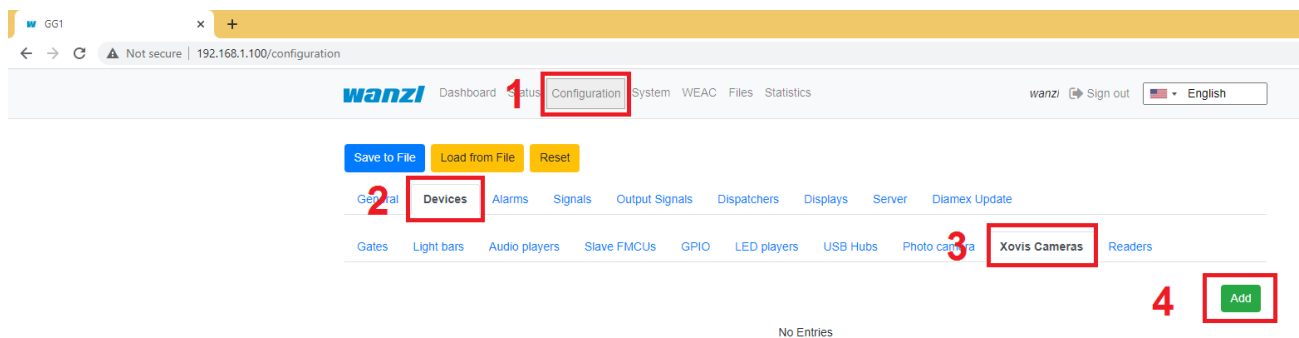 GG1
Not secure | 192.168.1.100/configuration
wanzl Dashboard Status 1 Configuration System WEAC Files Statistics wanzl Sign out English
Save to File Load from File Reset
General 2 Devices Alarms Signals Output Signals Dispatchers Displays Server Diamex Update
Gates Light bars Audio players Slave FMCUs GPIO LED players USB Hubs Photo camera 3 Xovis Cameras Readers
4 Add
No Entries